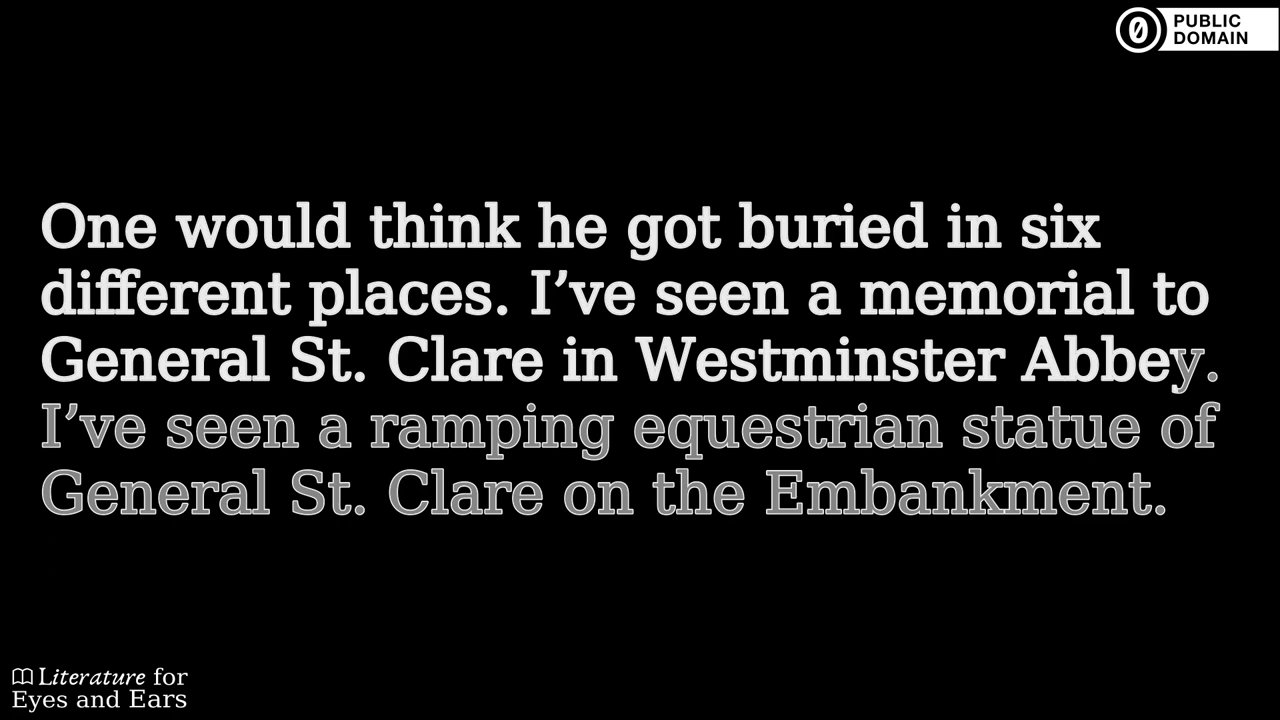 PUBLIC
DOMAIN
One would think he got buried in six
different places. I’ve seen a memorial to
General St. Clare in Westminster Abbey.
I’ve seen a ramping equestrian statue of
General St. Clare on the Embankment.
Literature for
Eyes and Ears